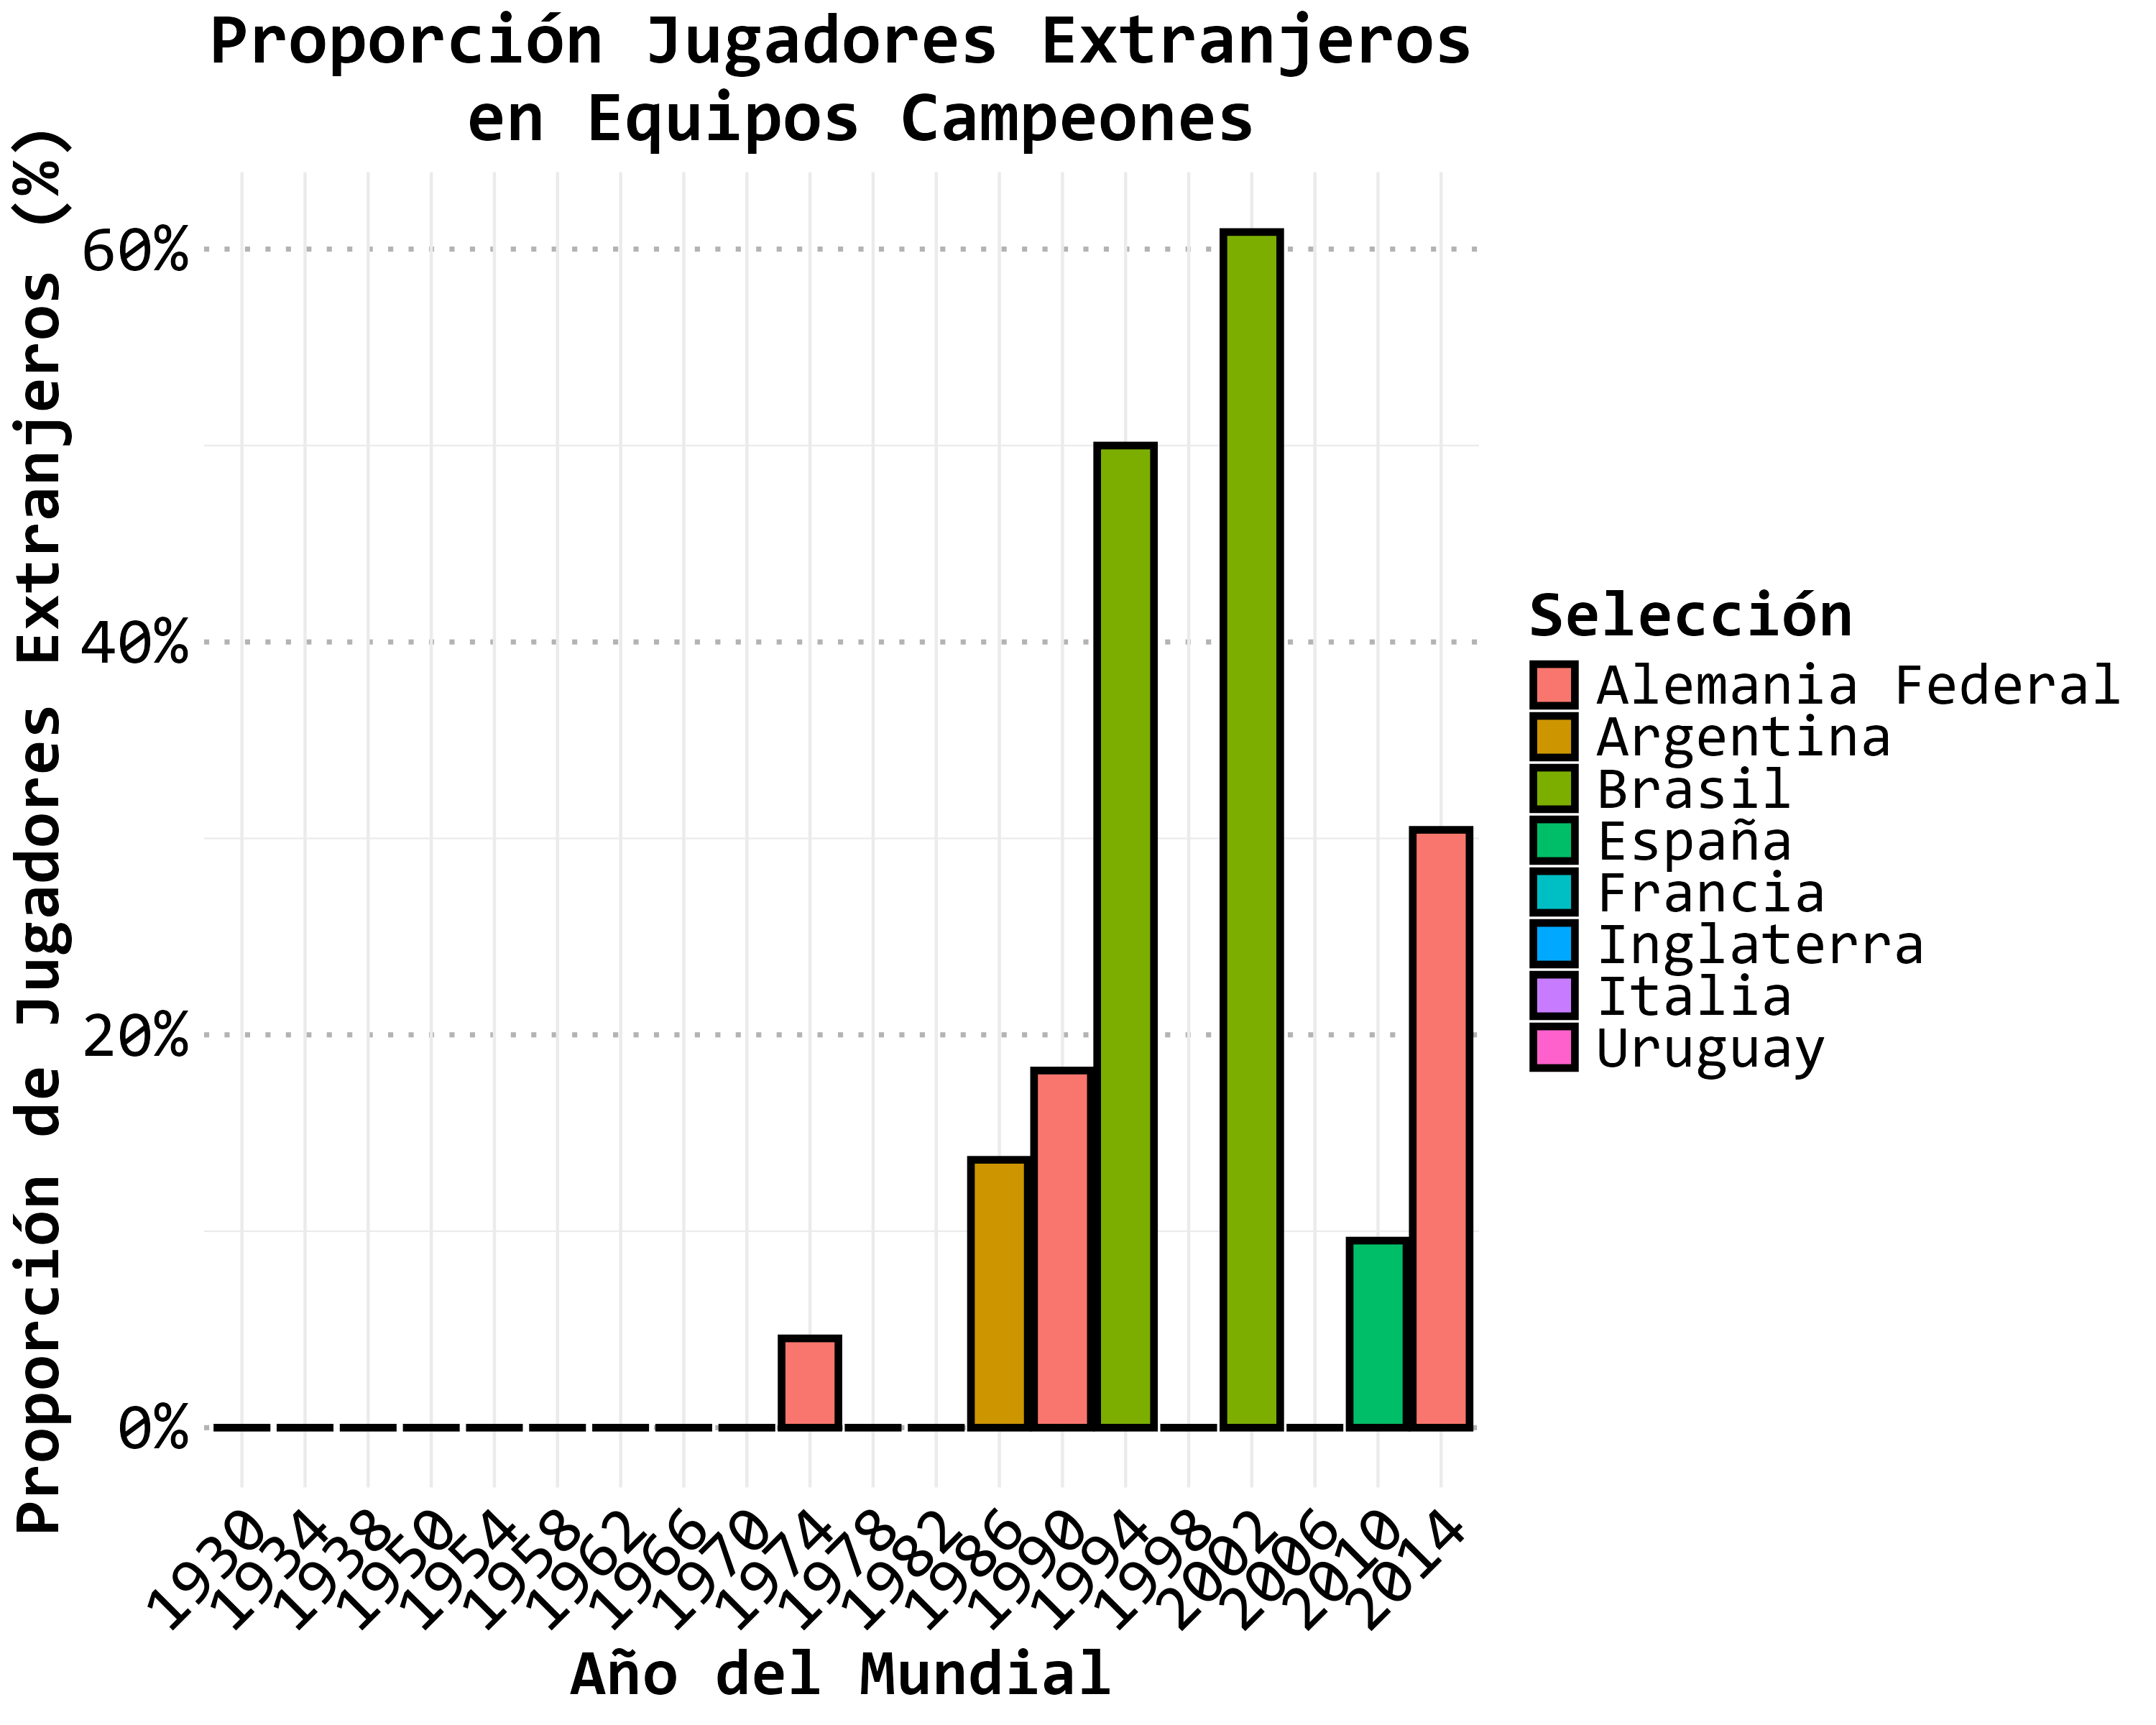 Proporción Jugadores Extranjeros
en Equipos Campeones
Proporción de Jugadores Extranjeros (%)
60%
40%
20%
0%
1930
1934
1938
1950
1954
1958
1962
1966
1970
1974
1978
1982
1986
1990
1994
1998
2002
2006
2010
2014
Año del Mundial
Selección
Alemania Federal
Argentina
Brasil
España
Francia
Inglaterra
Italia
Uruguay